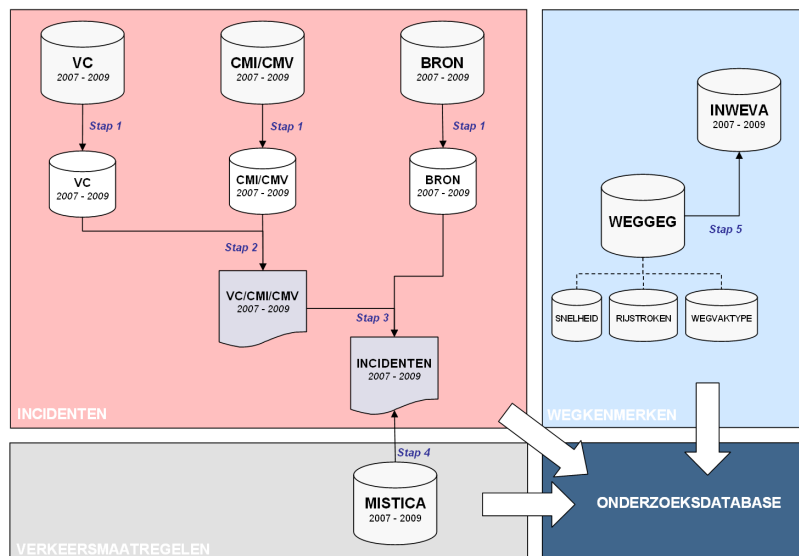 VC
2007 - 2009
CMI/CMV
2007 - 2009
BRON
2007 - 2009
Stap 1
Stap 1
Stap 1
VC
2007 - 2009
CMI/CMV
2007 - 2009
BRON
2007 - 2009
Stap 2
VC/CMI/CMV
2007 - 2009
Stap 3
INCIDENTEN
2007 - 2009
INCIDENTEN
INWEVA
2007 - 2009
WEGGEG
Stap 5
SNELHEID
RIJSTROKEN
WEGVAKTYPE
WEGKENMERKEN
Stap 4
MISTICA
2007 - 2009
VERKEERSMAATREGELEN
ONDERZOEKSDATABASE